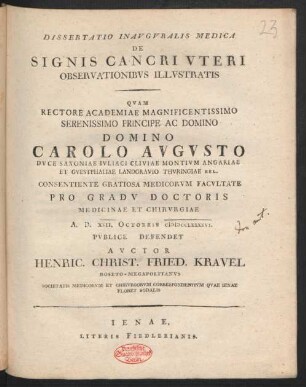 23
DISSERTATIO INAVGVRALIS MEDICA
DE
SIGNIS CANCRI VTERI
OBSERVATIONIBVS ILLVSTRATIS
QVAM
RECTORE ACADEMIAE MAGNIFICENTISSIMO
SERENISSIMO PRINCIPE AC DOMINO
DOMINO
CAROLO AVGVSTO
DVCE SAXONIAE IVLIACI CLIVIAE MONTIVM ANGARIAE
ET GVESTPHALIAE LANDGRAVIO THVRINGIAE REL.
CONSENTIENTE GRATIOSA MEDICORVM FACVLTATE
PRO GRADV DOCTORIS
MEDICINAE ET CHIRVRGIAE
A. D. XIII. OCTOBRIS
PVBLICE DEFENDET
AVCTOR
HENRIC. CHRIST. FRIED. KRAVEL
MEGAPOLITANVS
SOCIETATIS MEDICORVM ET CHIRVRGORVM CORRESPONDENTIVM QVAE IENAE
FLORET SODALIS
IENAE,
LITERIS FIEDLERIANIS.